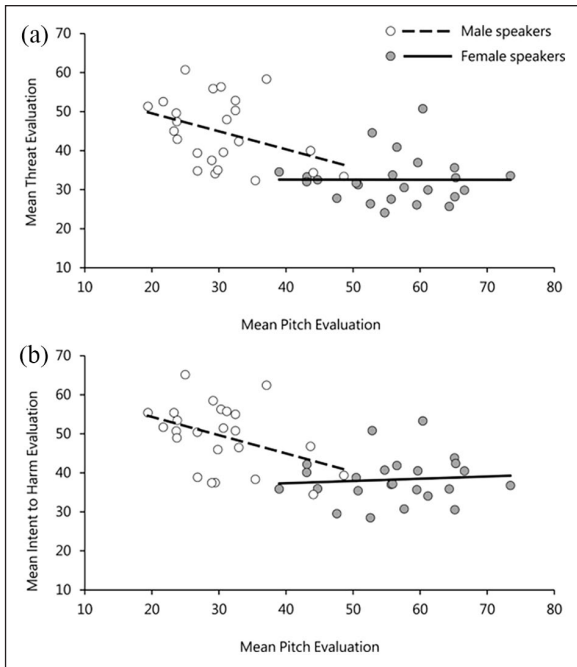 (a)
Male speakers
Female speakers
Mean Threat Evaluation
70
60
50
40
30
20
10
10 20 30 40 50 60 70 80
Mean Pitch Evaluation
(b)
Mean Intent to Harm Evaluation
70
60
50
40
30
20
10
10 20 30 40 50 60 70 80
Mean Pitch Evaluation